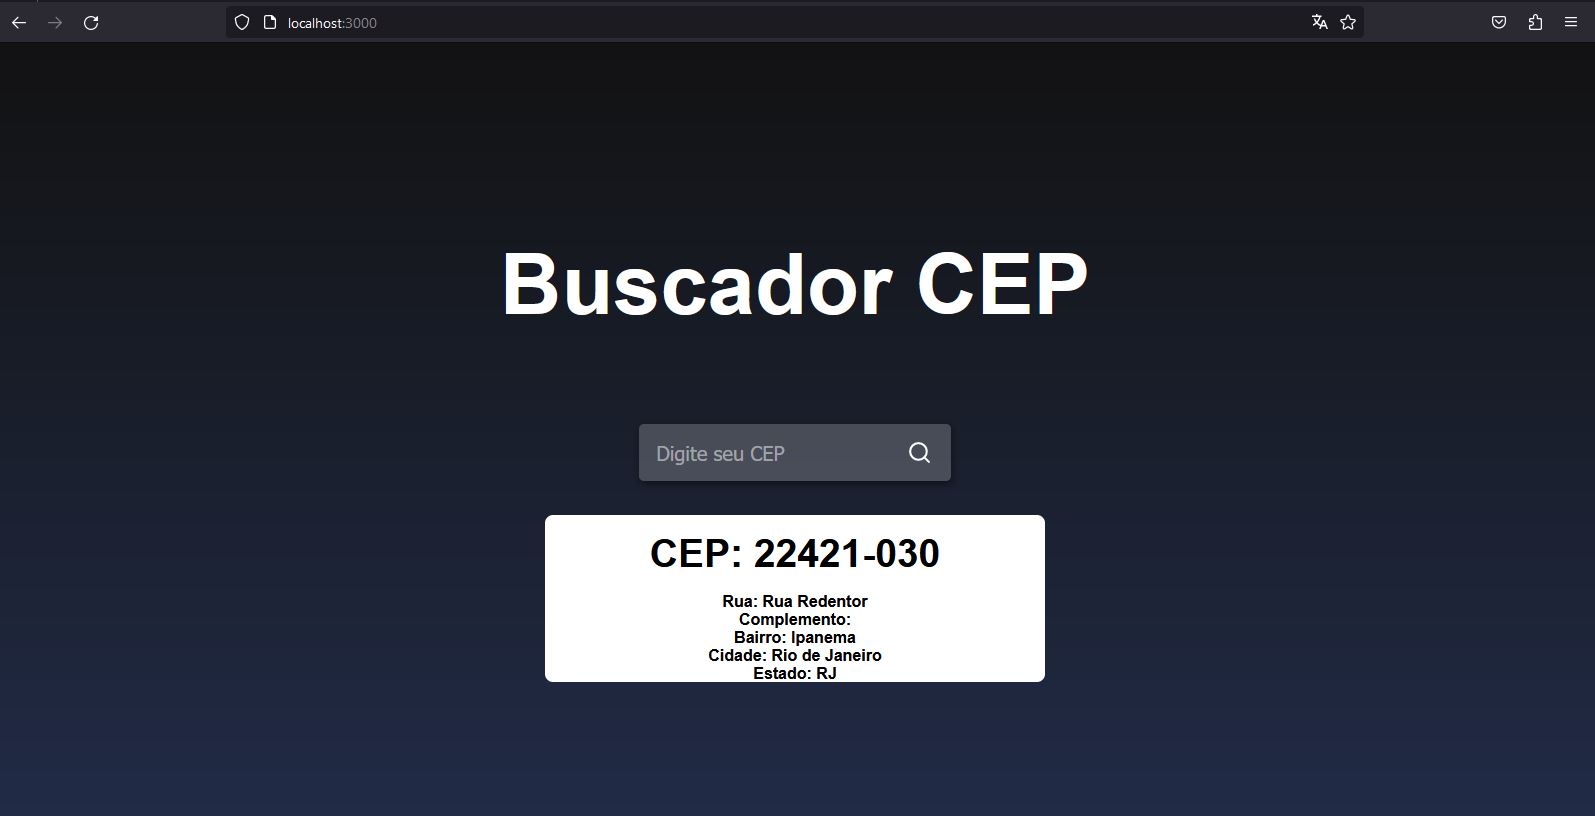 localhost:3000
Buscador CEP
Digite seu CEP
CEP: 22421-030
Rua: Rua Redentor
Complemento:
Bairro: Ipanema
Cidade: Rio de Janeiro
Estado: RJ